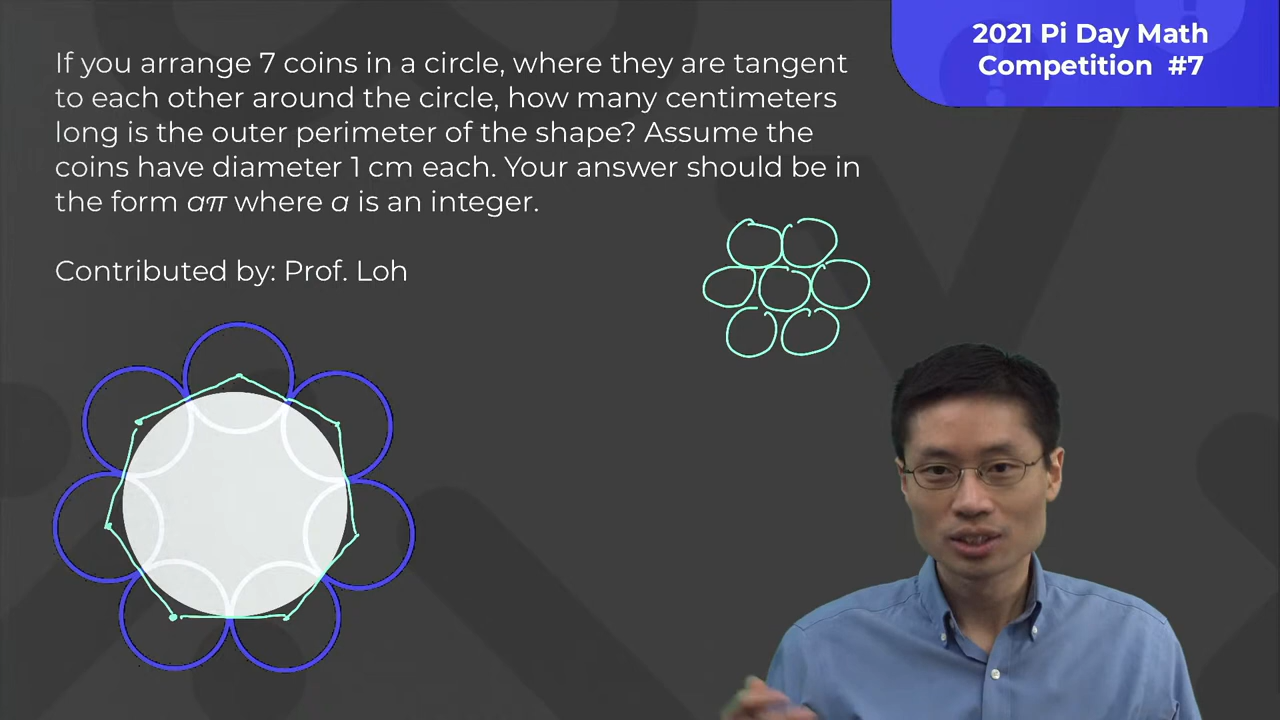 If you arrange 7 coins in a circle, where they are tangent
to each other around the circle, how many centimeters
long is the outer perimeter of the shape? Assume the
coins have diameter 1 cm each. Your answer should be in
the form aπ where a is an integer.
Contributed by: Prof. Loh
2021 Pi Day Math
Competition #7